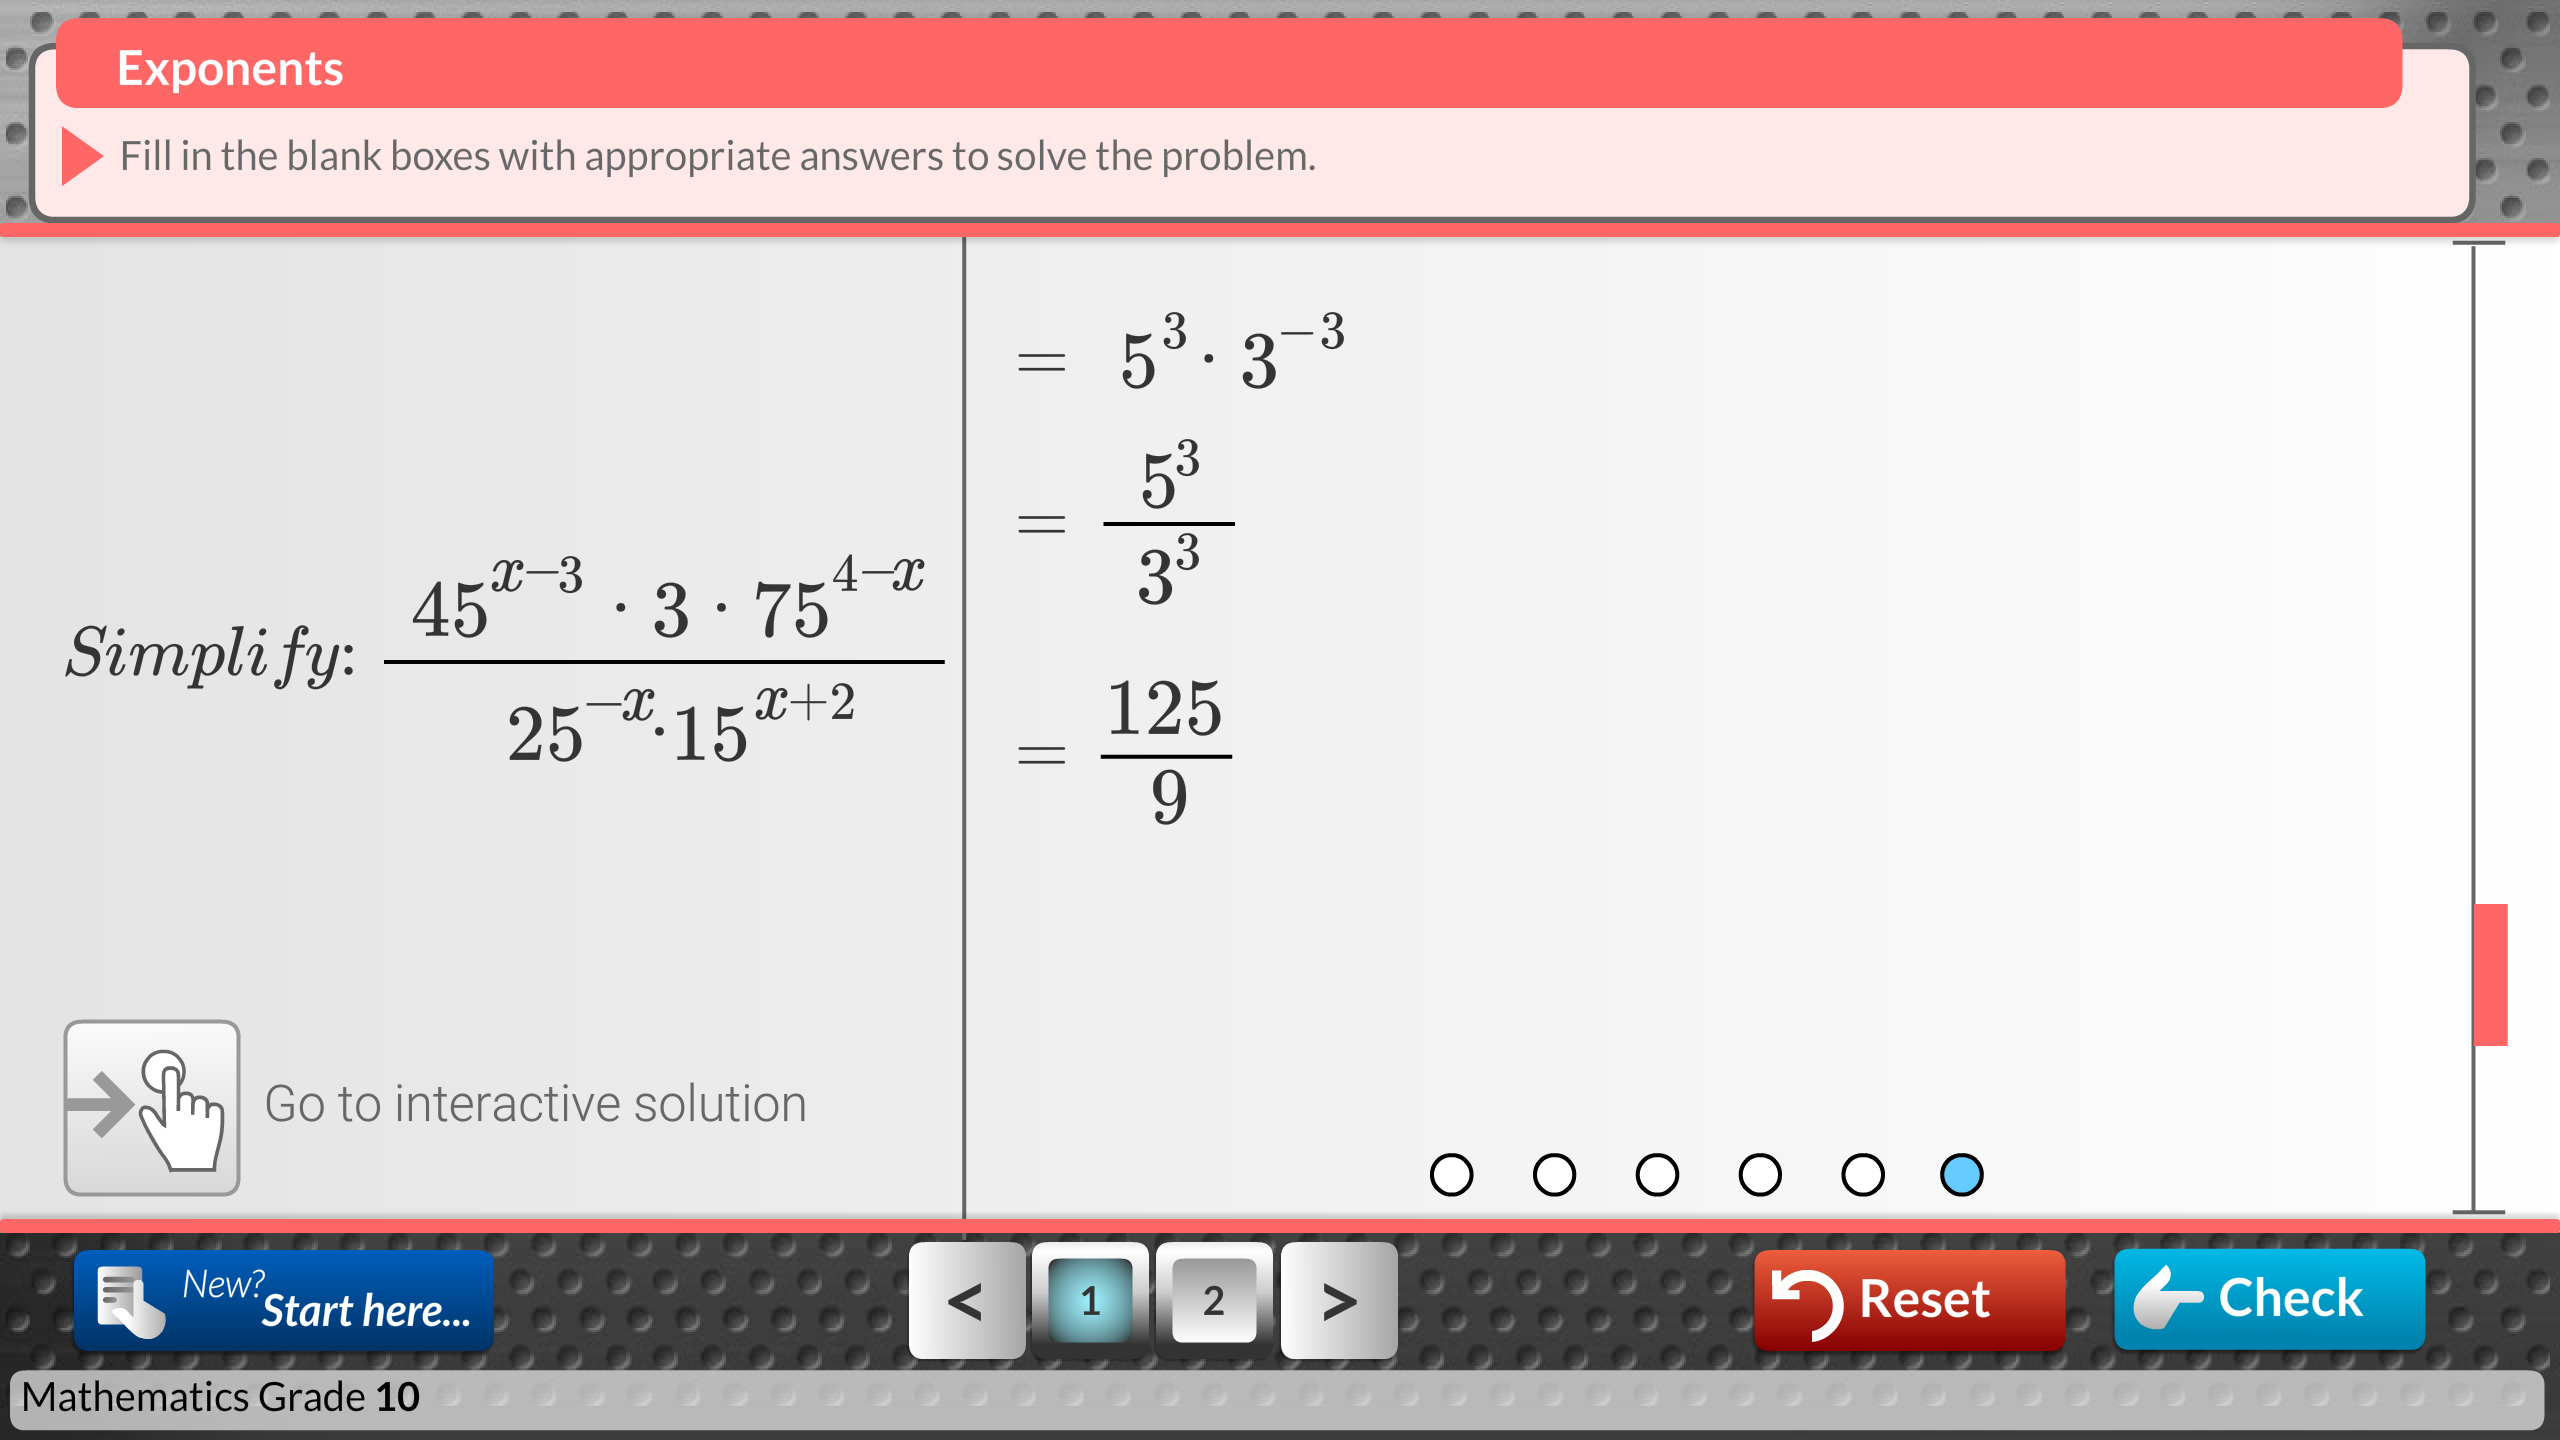 Exponents
Fill in the blank boxes with appropriate answers to solve the problem.
Simplify: \frac{45^{x-3} \cdot 3 \cdot 75^{4-x}}{25^{-x} \cdot 15^{x+2}}
= 5^3 \cdot 3^{-3}
= \frac{5^3}{3^3}
= \frac{125}{9}
Go to interactive solution
New? Start here...
< 1 2 >
Reset
Check
Mathematics Grade 10